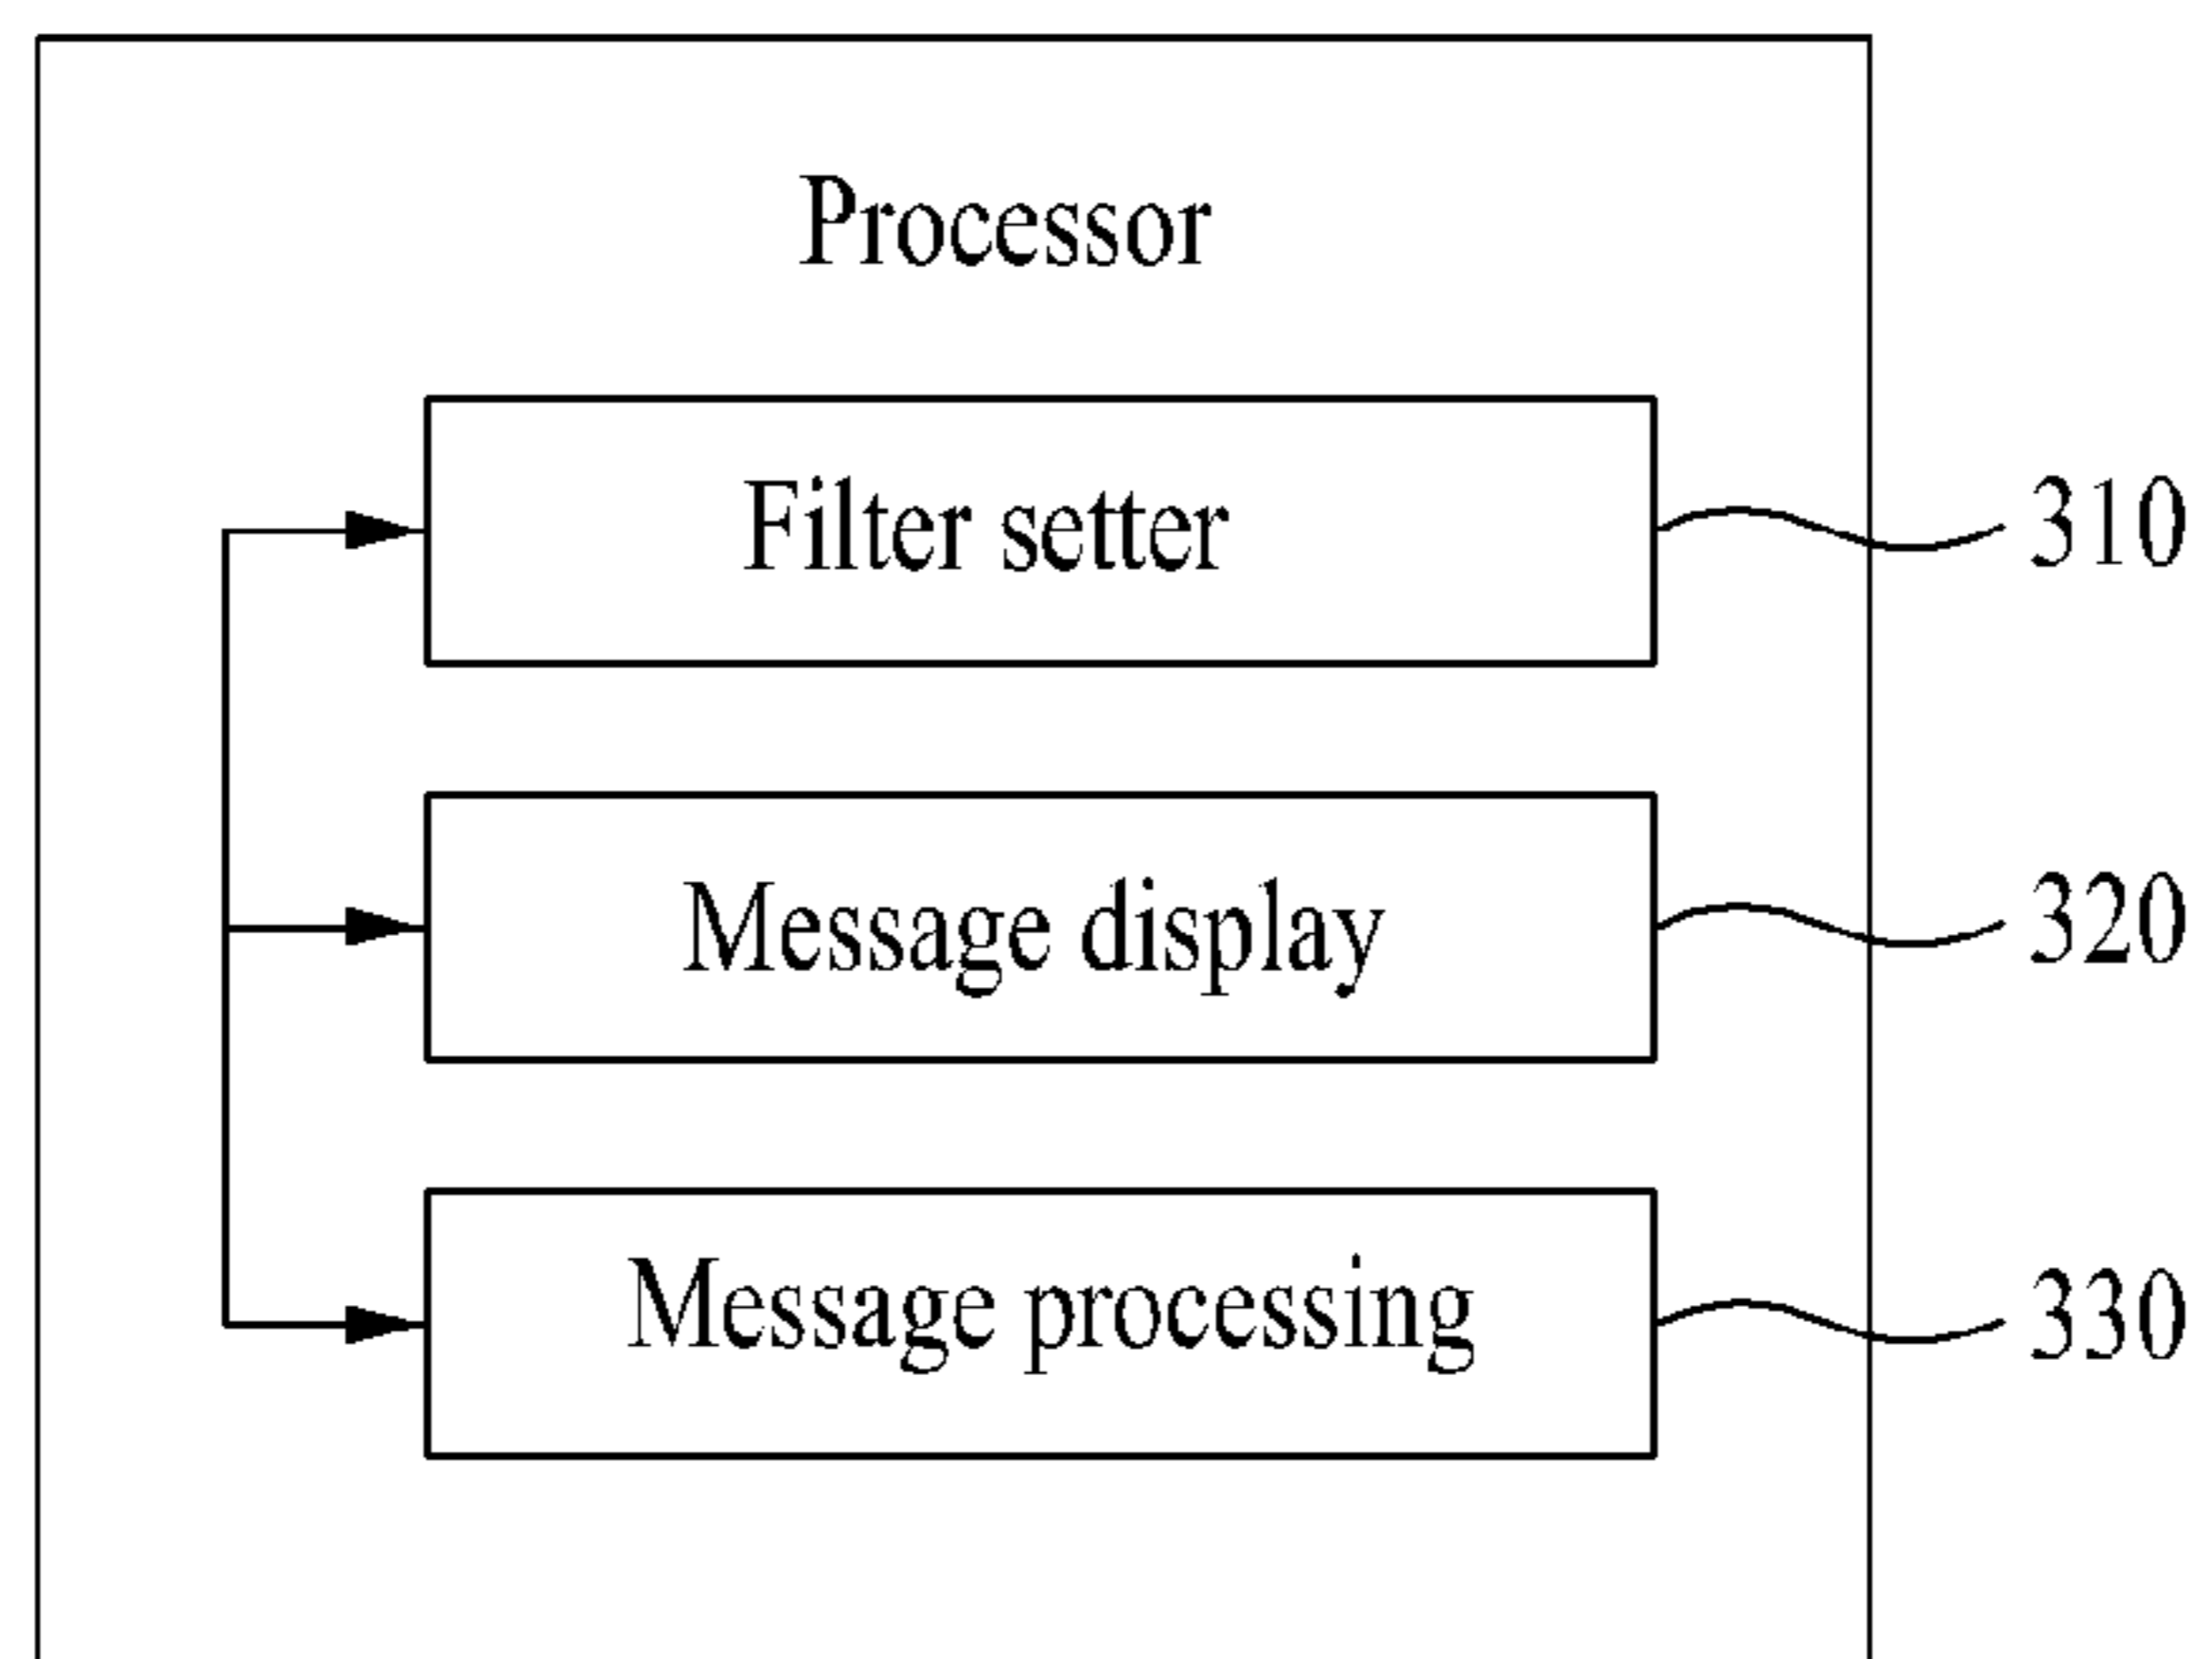 Processor
Filter setter
310
Message display
320
Message processing
330